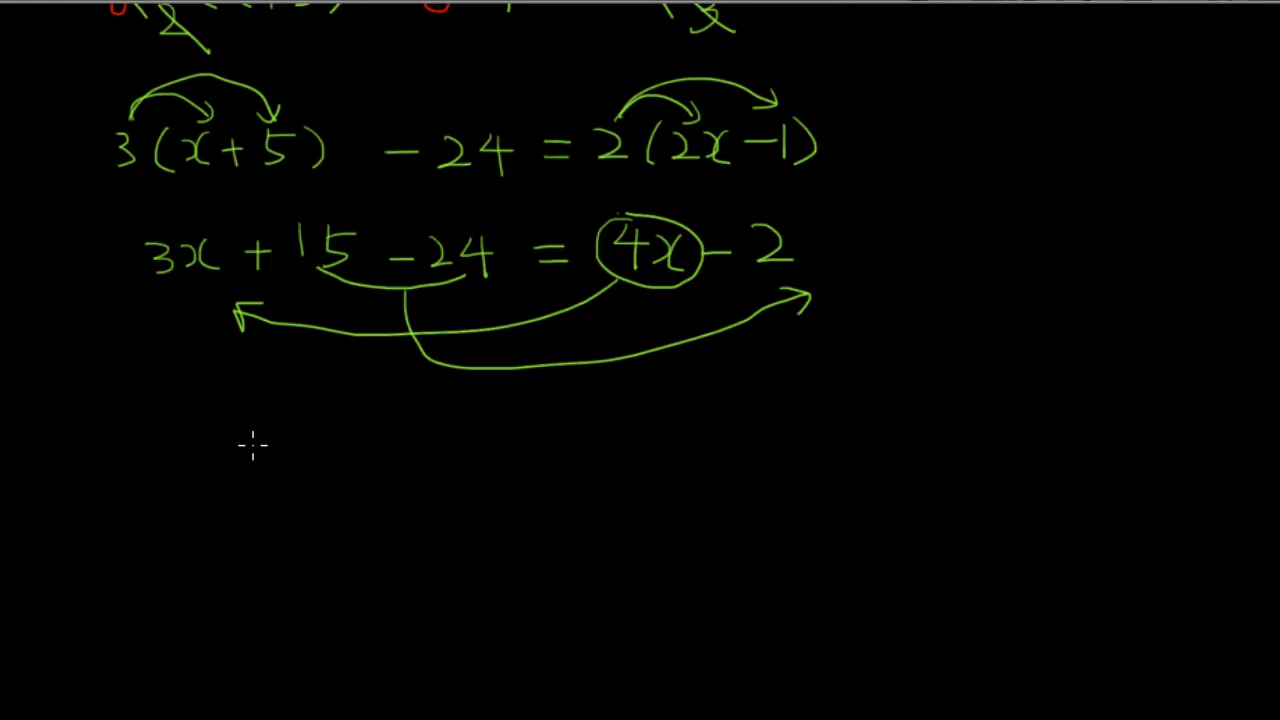 3(x+5) -24 = 2(2x-1)
3x + 15 -24 = 4x - 2